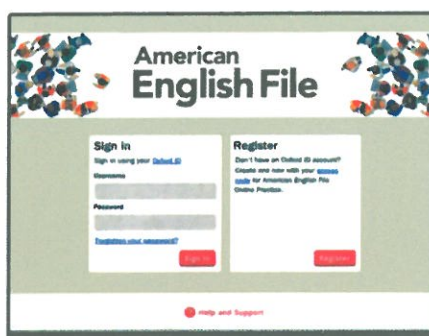 American
English File
Sign in
Sign in using your Oxford ID
Username
Password
Forgotten your password?
Sign in
Register
Don't have an Oxford ID account?
Create one now with your access
code for American English File
Online Practice.
Register
Help and Support